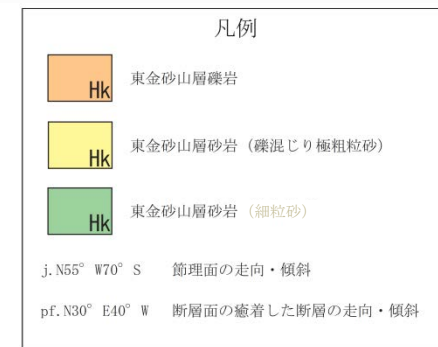 凡例
Hk 東金砂山層礫岩
Hk 東金砂山層砂岩（礫混じり極粗粒砂）
Hk 東金砂山層砂岩（細粒砂）
j.N55° W70° S 節理面の走向・傾斜
pf.N30° E40° W 断層面の癒着した断層の走向・傾斜